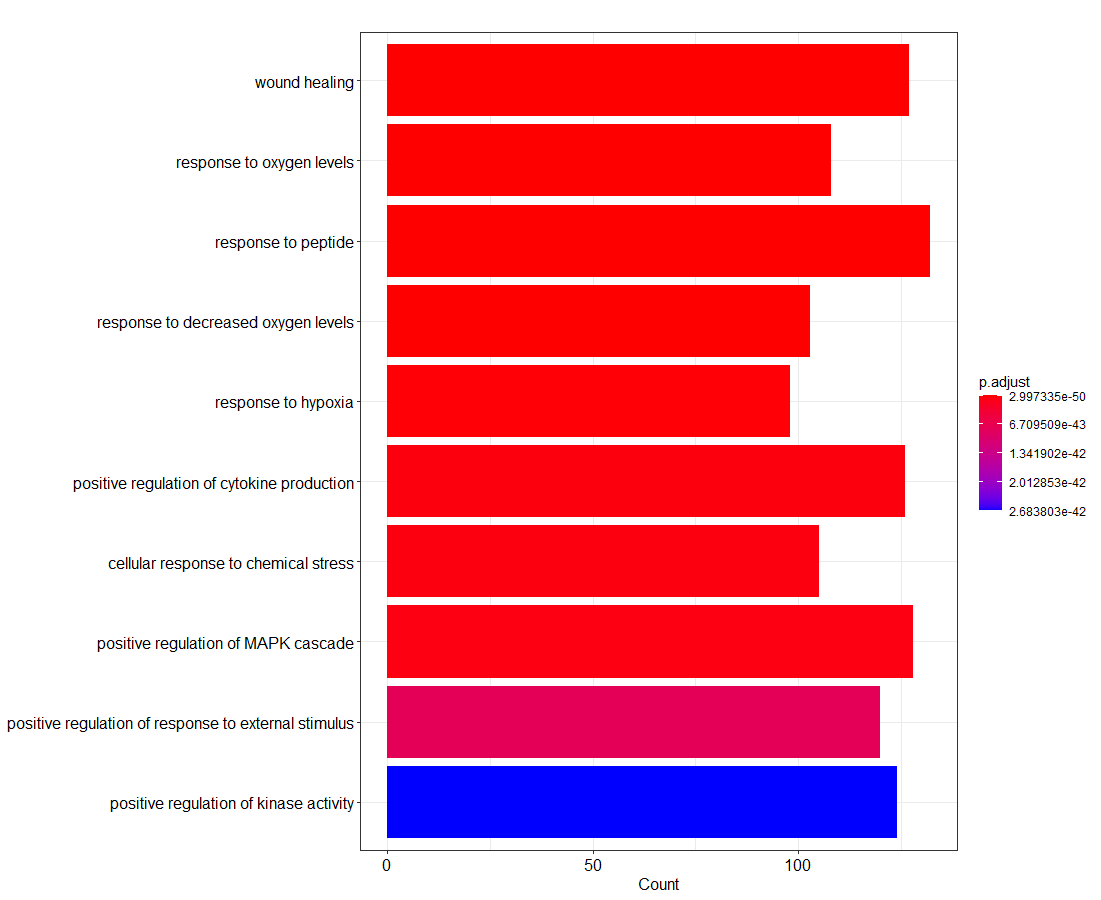 wound healing
response to oxygen levels
response to peptide
response to decreased oxygen levels
response to hypoxia
positive regulation of cytokine production
cellular response to chemical stress
positive regulation of MAPK cascade
positive regulation of response to external stimulus
positive regulation of kinase activity
0 50 100
Count
p.adjust
2.997335e-50
6.709509e-43
1.341902e-42
2.012853e-42
2.683803e-42